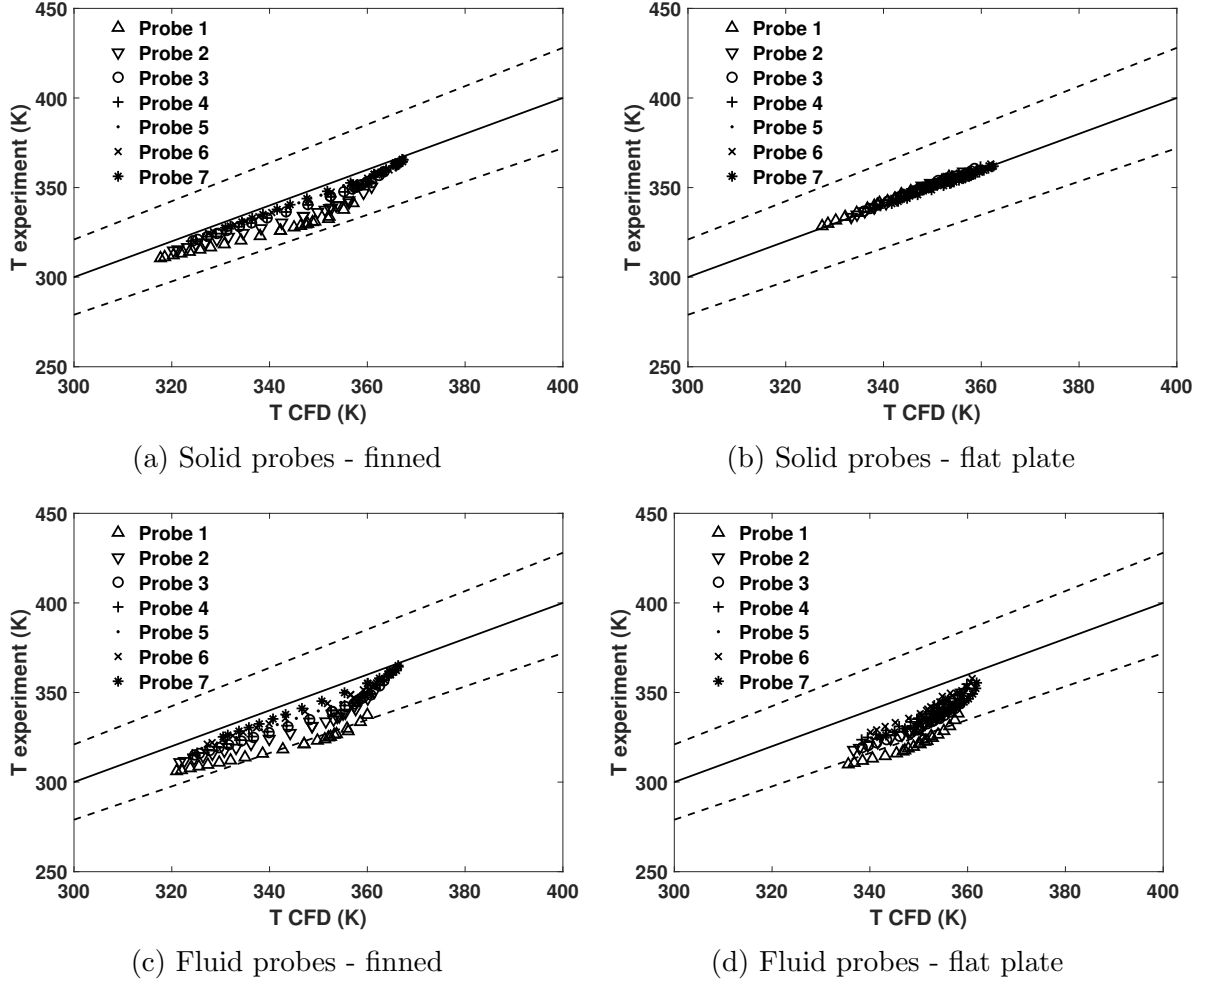 450
400
350
300
250
T experiment (K)
Probe 1
Probe 2
Probe 3
Probe 4
Probe 5
Probe 6
Probe 7
300 320 340 360 380 400
T CFD (K)
(a) Solid probes - finned
450
400
350
300
250
T experiment (K)
Probe 1
Probe 2
Probe 3
Probe 4
Probe 5
Probe 6
Probe 7
300 320 340 360 380 400
T CFD (K)
(b) Solid probes - flat plate
450
400
350
300
250
T experiment (K)
Probe 1
Probe 2
Probe 3
Probe 4
Probe 5
Probe 6
Probe 7
300 320 340 360 380 400
T CFD (K)
(c) Fluid probes - finned
450
400
350
300
250
T experiment (K)
Probe 1
Probe 2
Probe 3
Probe 4
Probe 5
Probe 6
Probe 7
300 320 340 360 380 400
T CFD (K)
(d) Fluid probes - flat plate